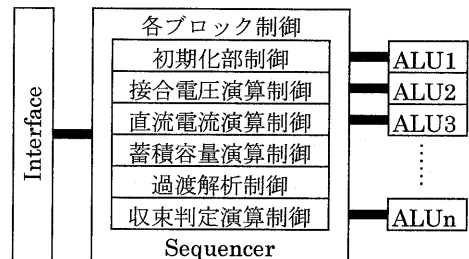 Interface
各ブロック制御
初期化部制御
接合電圧演算制御
直流電流演算制御
蓄積容量演算制御
過渡解析制御
収束判定演算制御
Sequencer
ALU1
ALU2
ALU3
ALUn